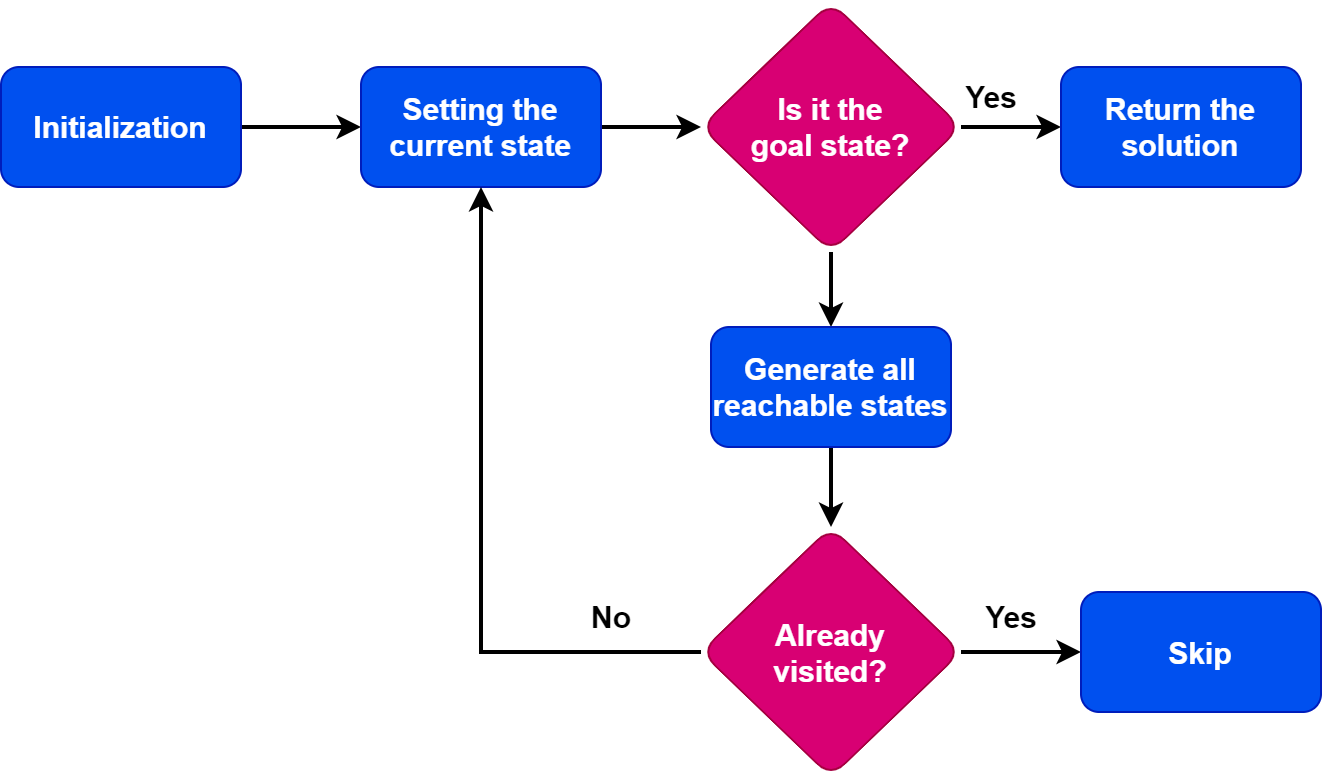 Initialization
Setting the
current state
Is it the
goal state?
Yes
Return the
solution
Generate all
reachable states
Already
visited?
No
Yes
Skip